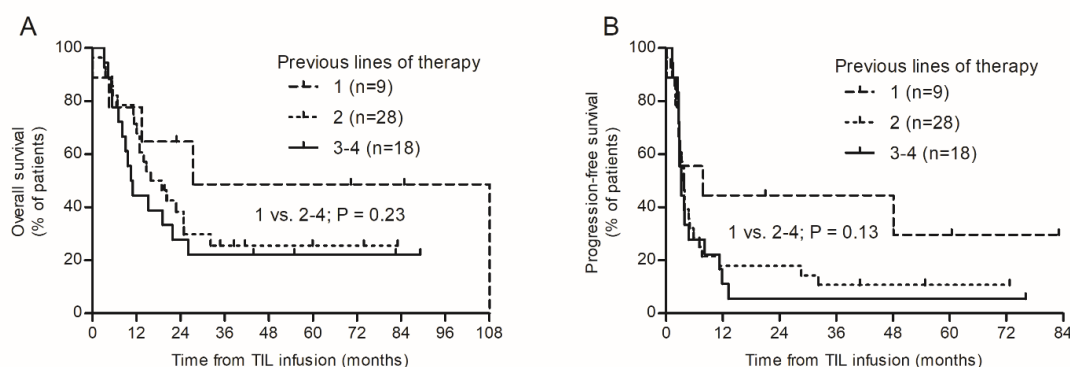 A
Overall survival
(% of patients)
100
80
60
40
20
0
Previous lines of therapy
1 (n=9)
2 (n=28)
3-4 (n=18)
1 vs. 2-4; P = 0.23
0 12 24 36 48 60 72 84 96 108
Time from TIL infusion (months)
B
Progression-free survival
(% of patients)
100
80
60
40
20
0
Previous lines of therapy
1 (n=9)
2 (n=28)
3-4 (n=18)
1 vs. 2-4; P = 0.13
0 12 24 36 48 60 72 84
Time from TIL infusion (months)